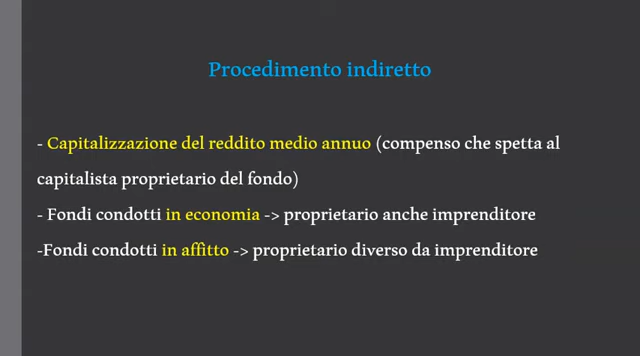 Procedimento indiretto
- Capitalizzazione del reddito medio annuo (compenso che spetta al
capitalista proprietario del fondo)
- Fondi condotti in economia -> proprietario anche imprenditore
-Fondi condotti in affitto -> proprietario diverso da imprenditore